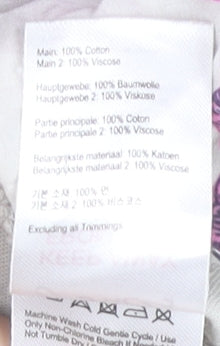 Main: 100% Cotton
Main 2: 100% Viscose
Hauptgewebe: 100% Baumwolle
Hauptgewebe 2: 100% Viskose
Partie principale: 100% Coton
Partie principale 2: 100% Viscose
Belangrijkste materiaal: 100% Katoen
Belangrijkste materiaal 2: 100% Viscose
기본 소재: 100% 면
기본 소재 2: 100% 비스코스
Excluding all Trimmings
Machine Wash Cold Gentle Cycle / Use
Only Non-Chlorine Bleach If
Not Tumble Dry /